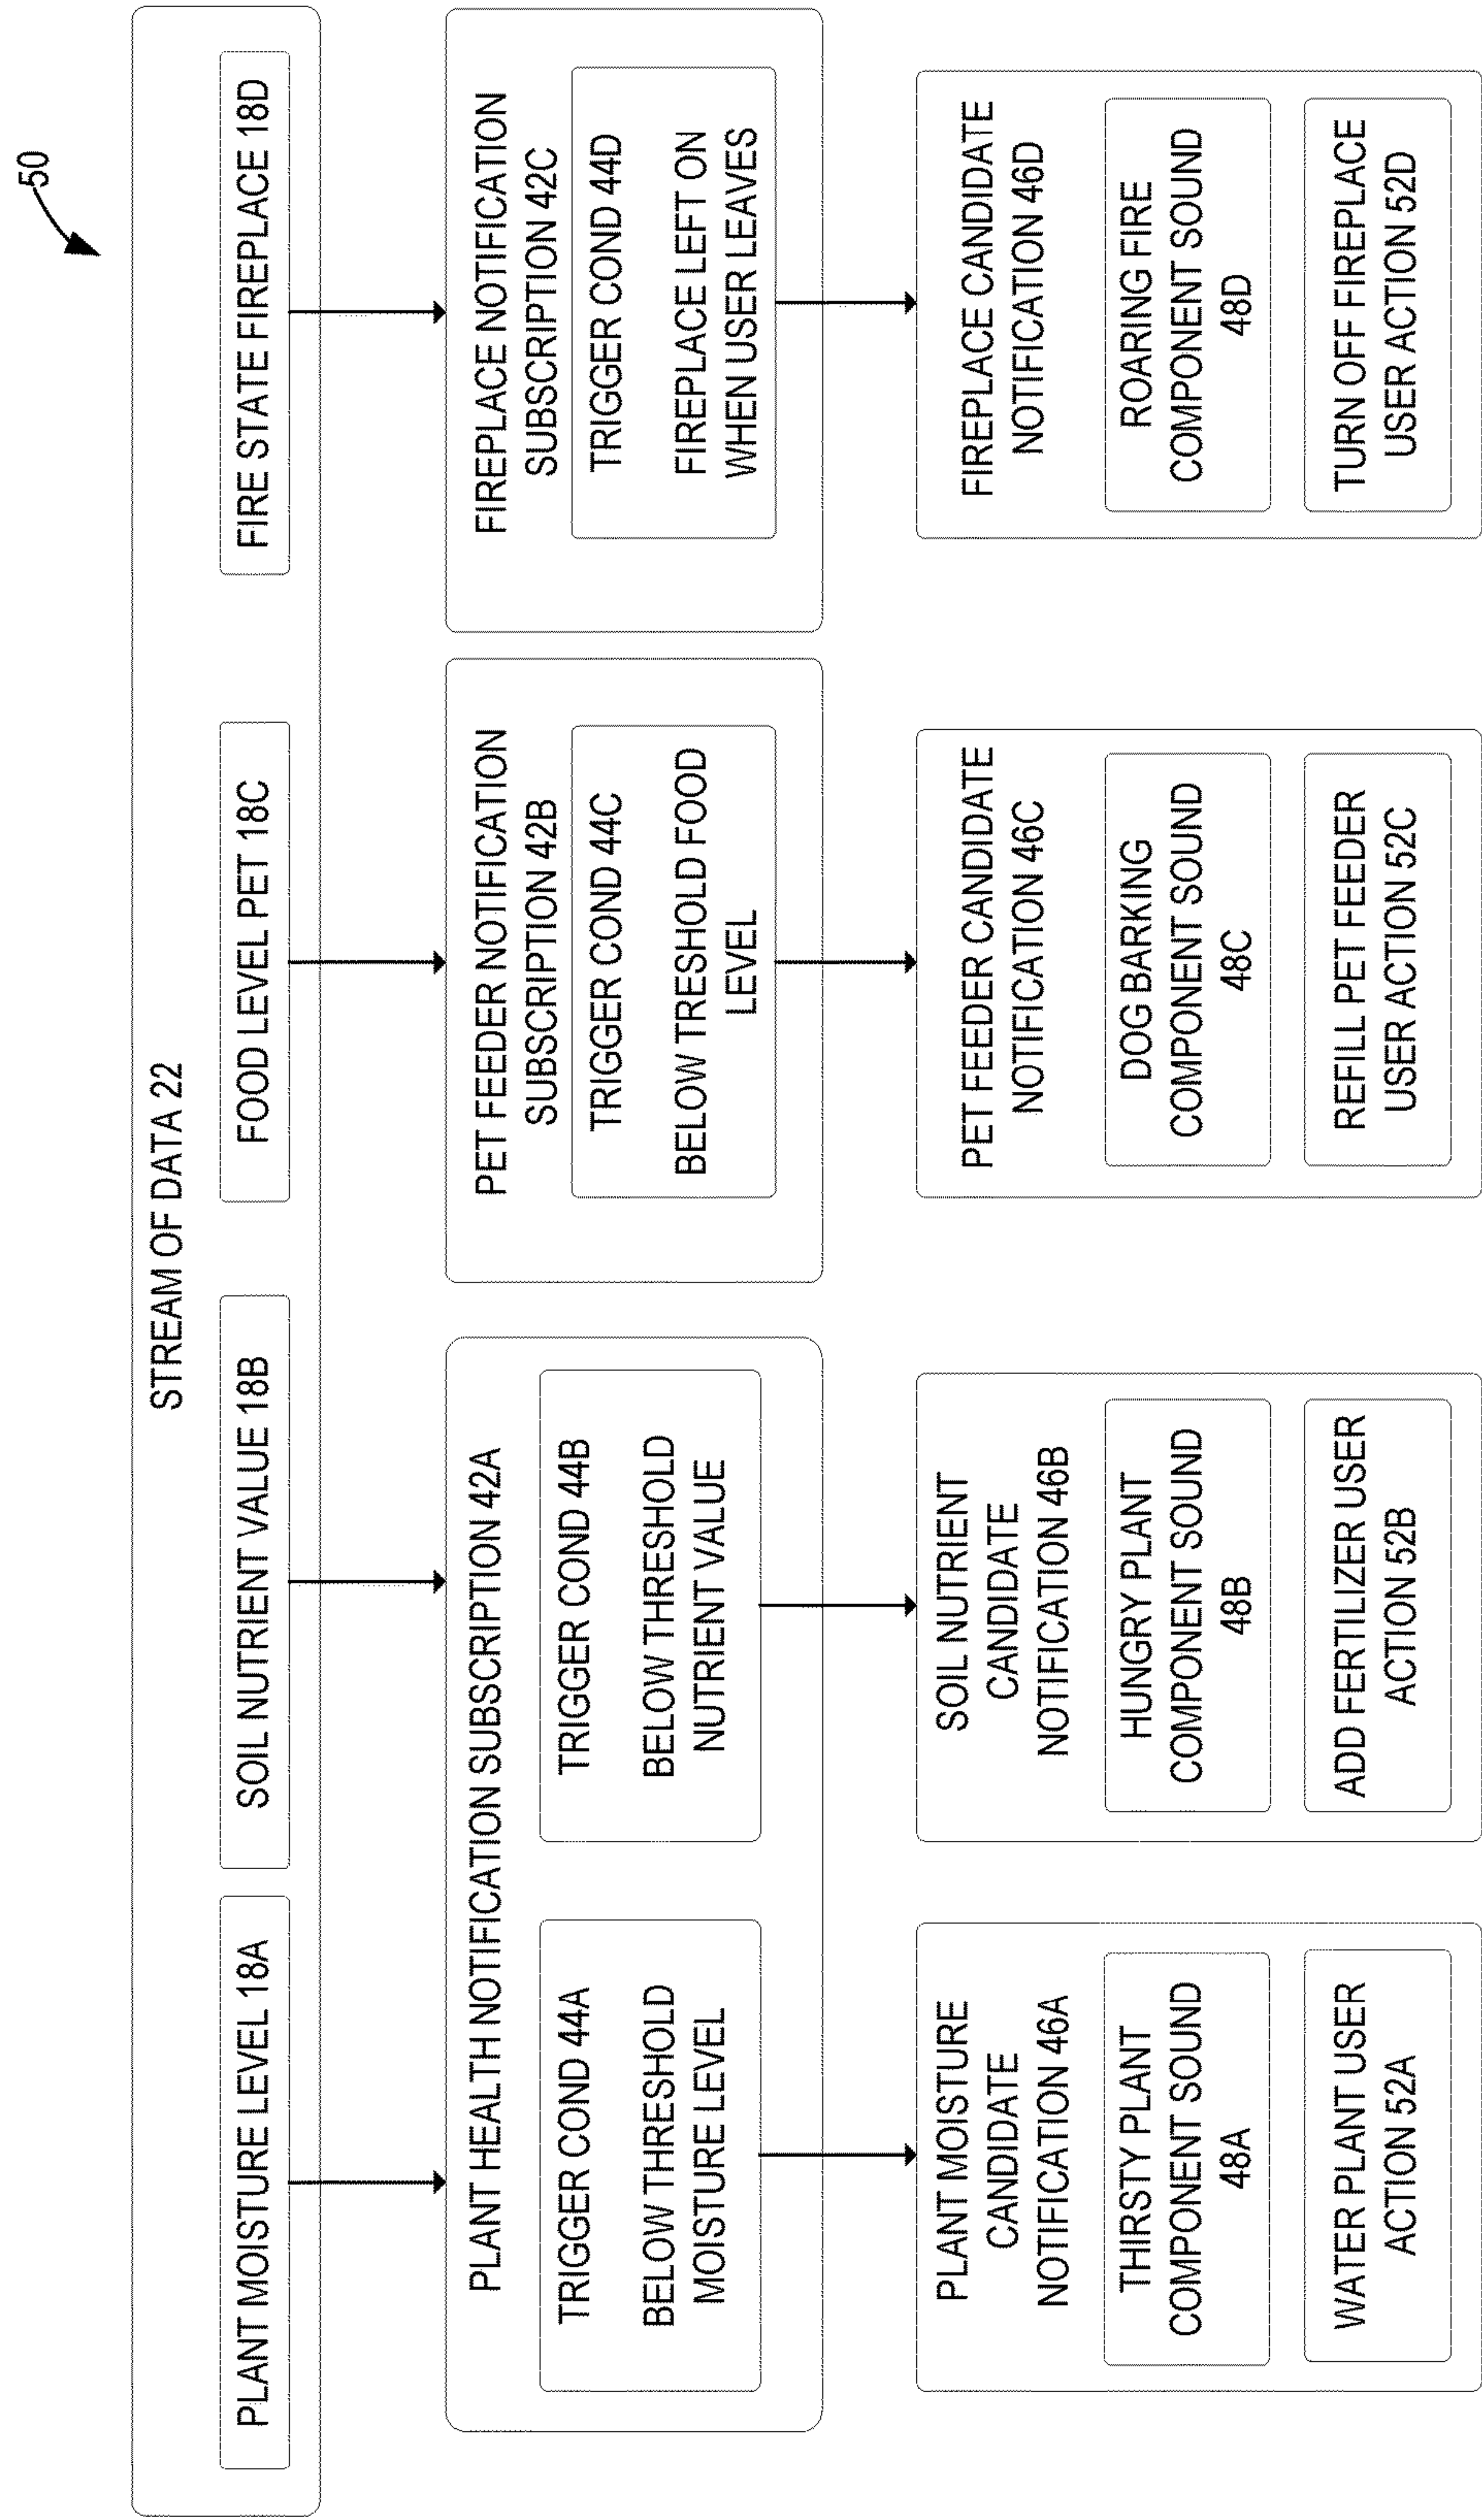 50
STREAM OF DATA 22
PLANT MOISTURE LEVEL 18A
SOIL NUTRIENT VALUE 18B
FOOD LEVEL PET 18C
FIRE STATE FIREPLACE 18D
PLANT HEALTH NOTIFICATION SUBSCRIPTION 42A
TRIGGER COND 44A
BELOW THRESHOLD
MOISTURE LEVEL
TRIGGER COND 44B
BELOW THRESHOLD
NUTRIENT VALUE
PET FEEDER NOTIFICATION
SUBSCRIPTION 42B
TRIGGER COND 44C
BELOW TRESHOLD FOOD
LEVEL
FIREPLACE NOTIFICATION
SUBSCRIPTION 42C
TRIGGER COND 44D
FIREPLACE LEFT ON
WHEN USER LEAVES
PLANT MOISTURE
CANDIDATE
NOTIFICATION 46A
THIRSTY PLANT
COMPONENT SOUND
48A
WATER PLANT USER
ACTION 52A
SOIL NUTRIENT
CANDIDATE
NOTIFICATION 46B
HUNGRY PLANT
COMPONENT SOUND
48B
ADD FERTILIZER USER
ACTION 52B
PET FEEDER CANDIDATE
NOTIFICATION 46C
DOG BARKING
COMPONENT SOUND
48C
REFILL PET FEEDER
USER ACTION 52C
FIREPLACE CANDIDATE
NOTIFICATION 46D
ROARING FIRE
COMPONENT SOUND
48D
TURN OFF FIREPLACE
USER ACTION 52D